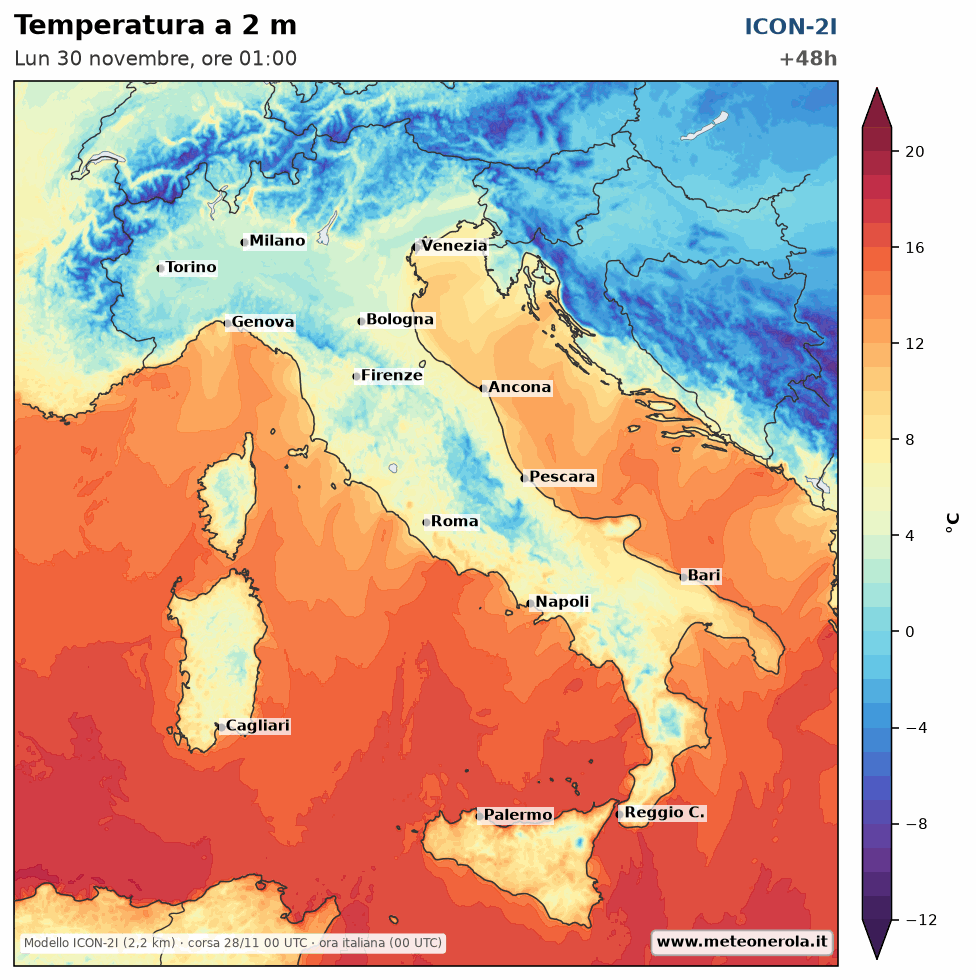 Temperatura a 2 m
ICON-2I
Lun 30 novembre, ore 01:00
+48h
Milano
Venezia
Torino
Genova
Bologna
Firenze
Ancona
Pescara
Roma
Bari
Napoli
Cagliari
Palermo
Reggio C.
20
16
12
8
4
0
−4
−8
−12
°C
Modello ICON-2I (2,2 km) · corsa 28/11 00 UTC · ora italiana (00 UTC)
www.meteonerola.it